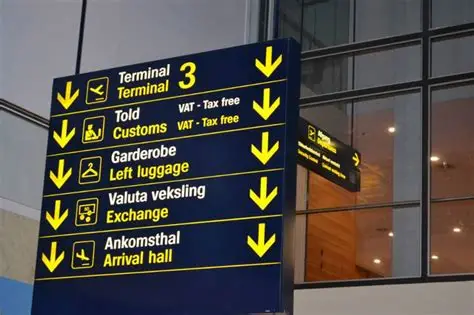 Terminal 3
Terminal
Told VAT - Tax free
Customs VAT - Tax free
Garderobe
Left luggage
Valuta veksling
Exchange
Ankomsthal
Arrival hall